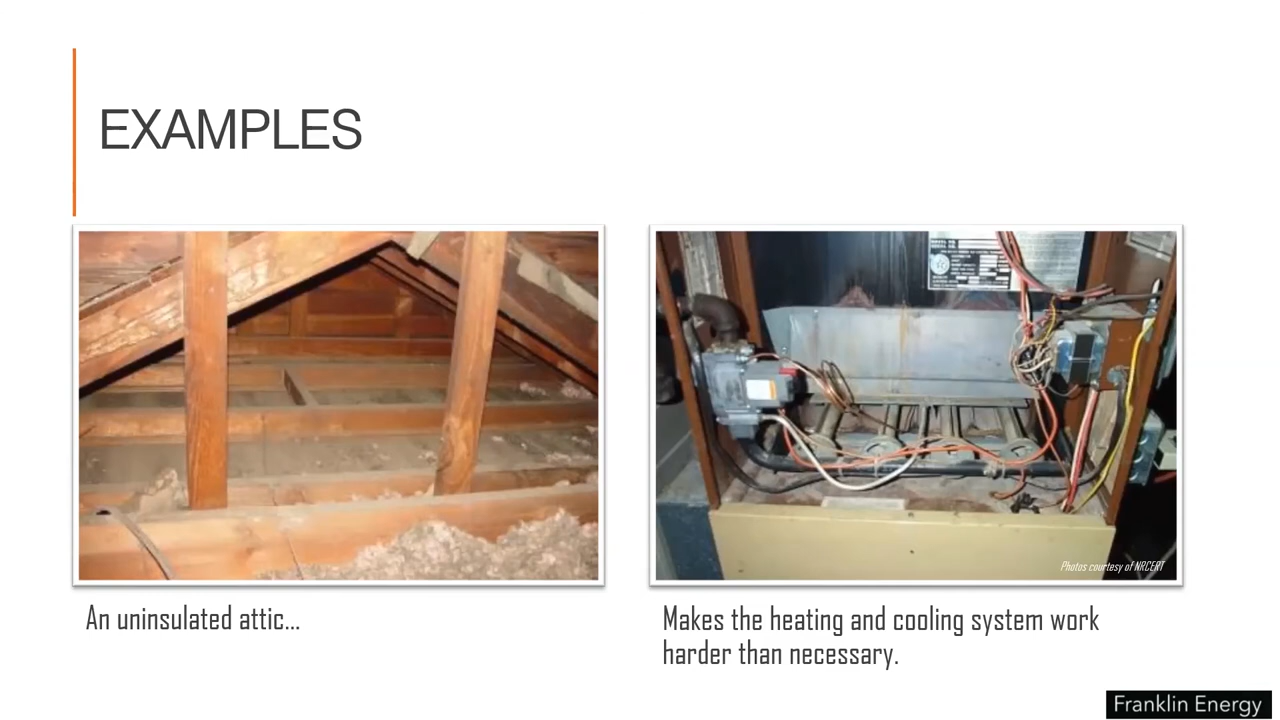 EXAMPLES
An uninsulated attic...
Makes the heating and cooling system work
harder than necessary.
Photos courtesy of NRCERT
Franklin Energy